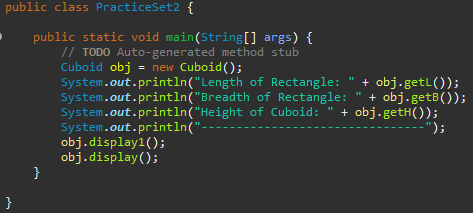 public class PracticeSet2 {
public static void main(String[] args) {
// TODO Auto-generated method stub
Cuboid obj = new Cuboid();
System.out.println("Length of Rectangle: " + obj.getL());
System.out.println("Breadth of Rectangle: " + obj.getB());
System.out.println("Height of Cuboid: " + obj.getH());
System.out.println("--------------------------------");
obj.display1();
obj.display();
}
}